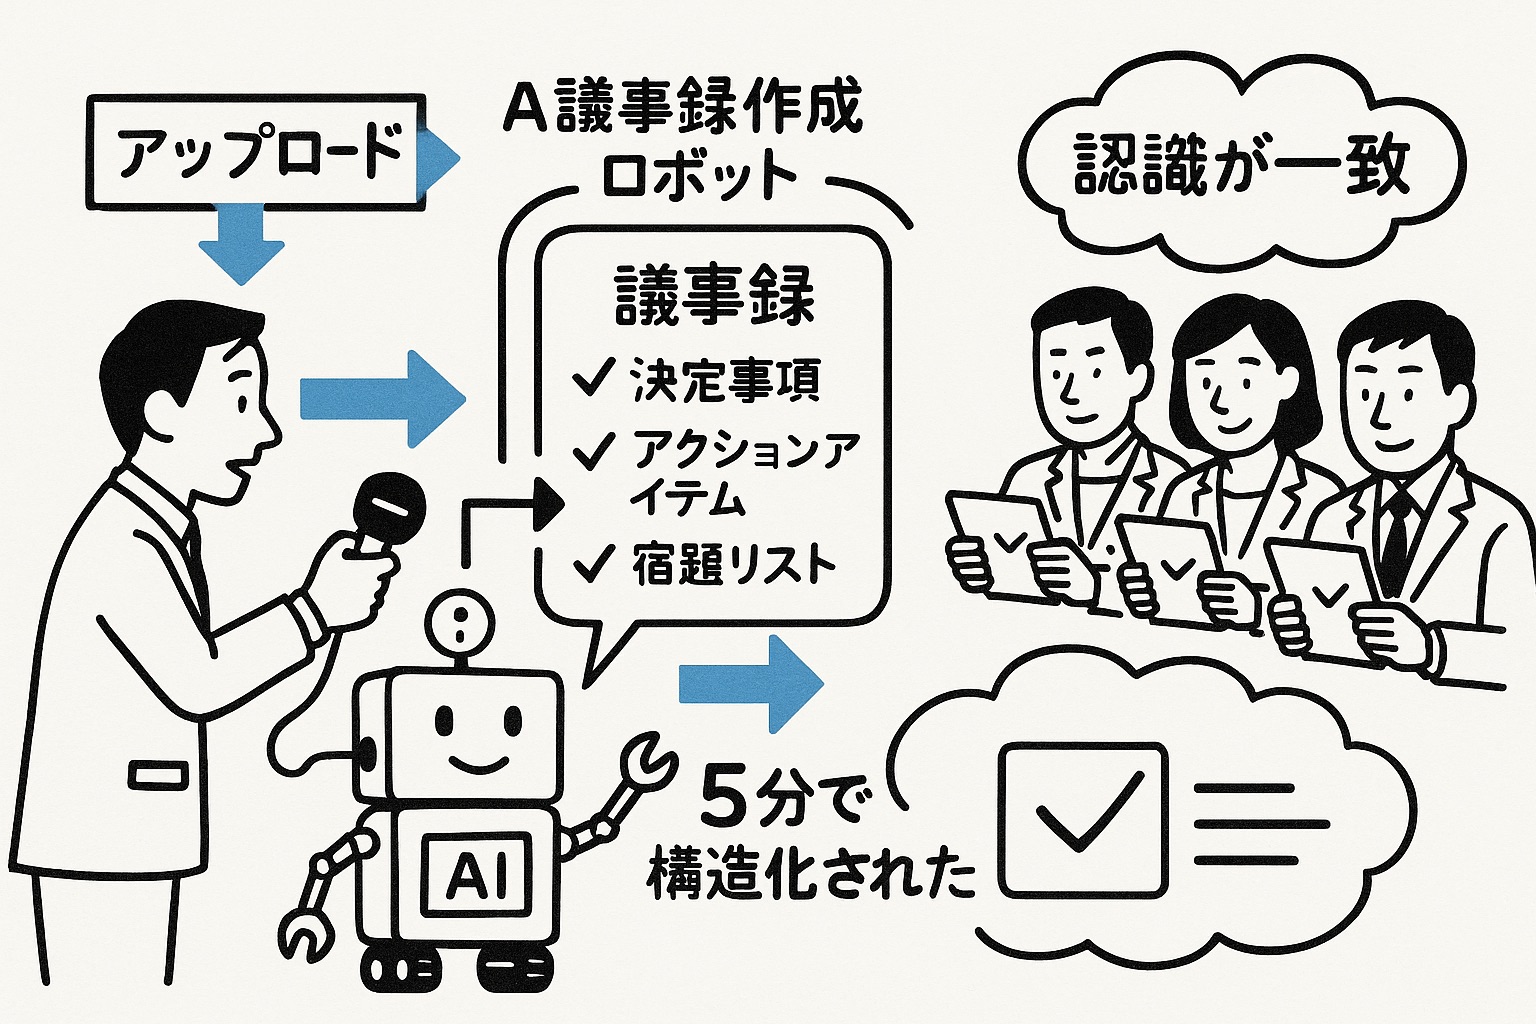 アップロード
A議事録作成
ロボット
議事録
決定事項
アクションア
イテム
宿題リスト
AI
5分で
構造化された
認識が一致